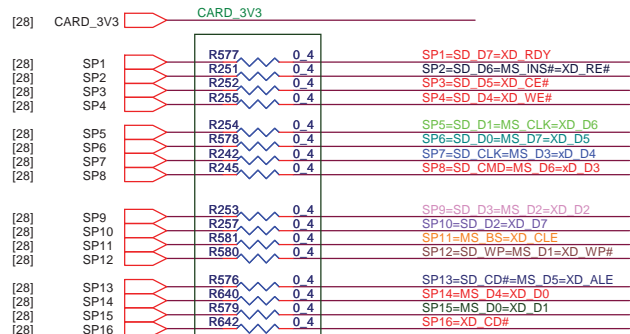 [28] CARD_3V3 CARD_3V3
[28] SP1 R577 0_4 SP1=SD_D7=XD_RDY
[28] SP2 R251 0_4 SP2=SD_D6=MS_INS#=XD_RE#
[28] SP3 R252 0_4 SP3=SD_D5=XD_CE#
[28] SP4 R255 0_4 SP4=SD_D4=XD_WE#
[28] SP5 R254 0_4 SP5=SD_D1=MS_CLK=XD_D6
[28] SP6 R578 0_4 SP6=SD_D0=MS_D7=XD_D5
[28] SP7 R242 0_4 SP7=SD_CLK=MS_D3=xD_D4
[28] SP8 R245 0_4 SP8=SD_CMD=MS_D6=xD_D3
[28] SP9 R253 0_4 SP9=SD_D3=MS_D2=XD_D2
[28] SP10 R257 0_4 SP10=SD_D2=XD_D7
[28] SP11 R581 0_4 SP11=MS_BS=XD_CLE
[28] SP12 R580 0_4 SP12=SD_WP=MS_D1=XD_WP#
[28] SP13 R576 0_4 SP13=SD_CD#=MS_D5=XD_ALE
[28] SP14 R640 0_4 SP14=MS_D4=XD_D0
[28] SP15 R579 0_4 SP15=MS_D0=XD_D1
[28] SP16 R642 0_4 SP16=XD_CD#